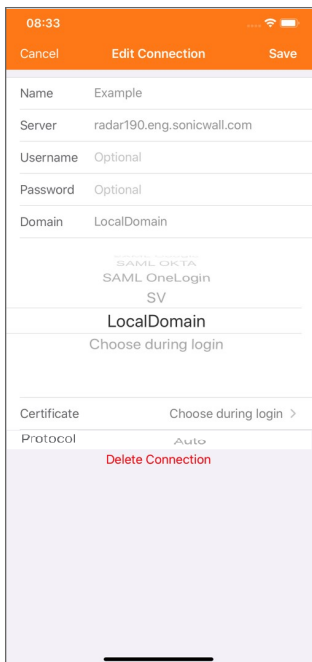 08:33
Cancel Edit Connection Save
Name Example
Server radar190.eng.sonicwall.com
Username Optional
Password Optional
Domain LocalDomain
SAML OKTA
SAML OneLogin
SV
LocalDomain
Choose during login
Certificate Choose during login >
Protocol Auto
Delete Connection